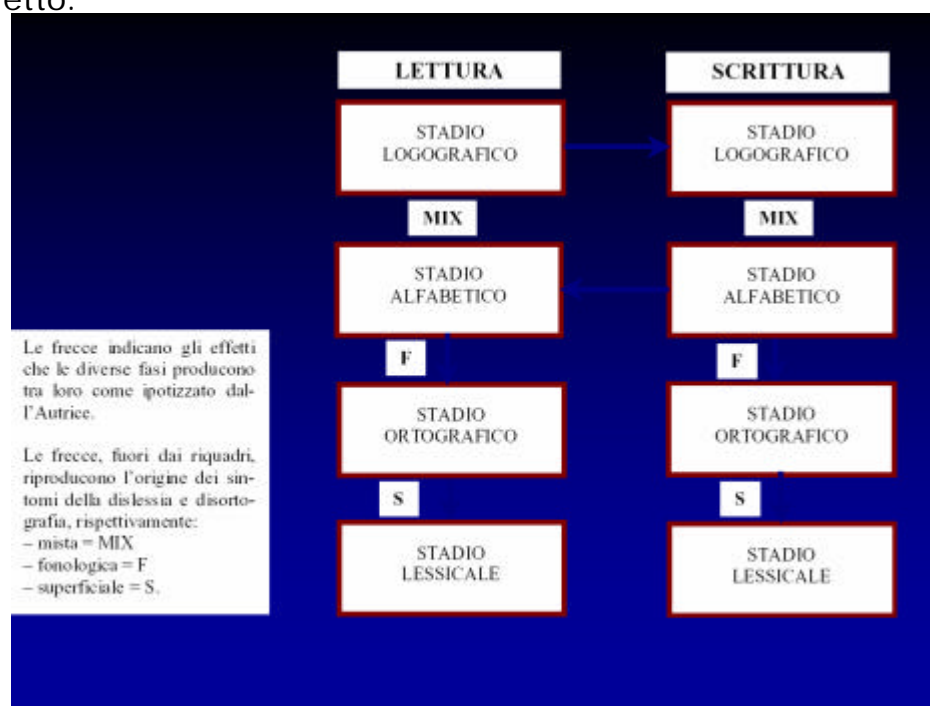 etto.
LETTURA
SCRITTURA
STADIO
LOGOGRAFICO
STADIO
LOGOGRAFICO
MIX
MIX
STADIO
ALFABETICO
STADIO
ALFABETICO
F
F
STADIO
ORTOGRAFICO
STADIO
ORTOGRAFICO
S
S
STADIO
LESSICALE
STADIO
LESSICALE
Le frecce indicano gli effetti
che le diverse fasi producono
tra loro come ipotizzato dal-
l'Autrice.
Le frecce, fuori dai riquadri,
riproducono l'origine dei sin-
tomi della dislessia e disorto-
grafia, rispettivamente:
– mista = MIX
– fonologica = F
– superficiale = S.